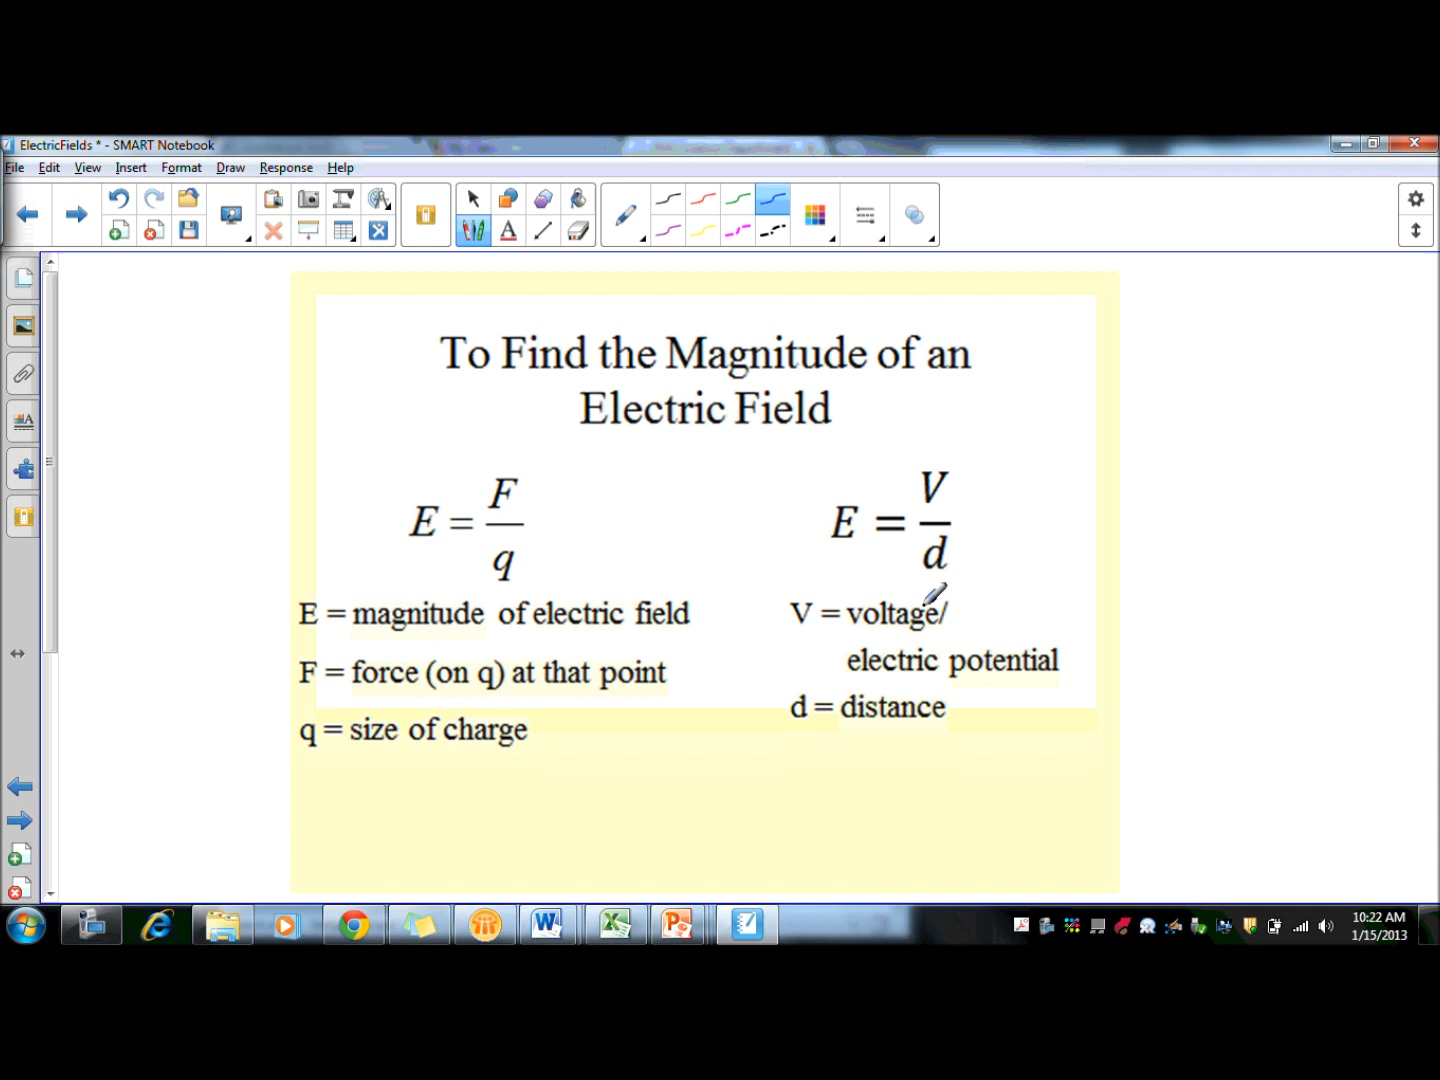 ElectricFields * - SMART Notebook
File Edit View Insert Format Draw Response Help
To Find the Magnitude of an
Electric Field
E = F/q
E = V/d
E = magnitude of electric field
F = force (on q) at that point
q = size of charge
V = voltage/
electric potential
d = distance
10:22 AM
1/15/2013